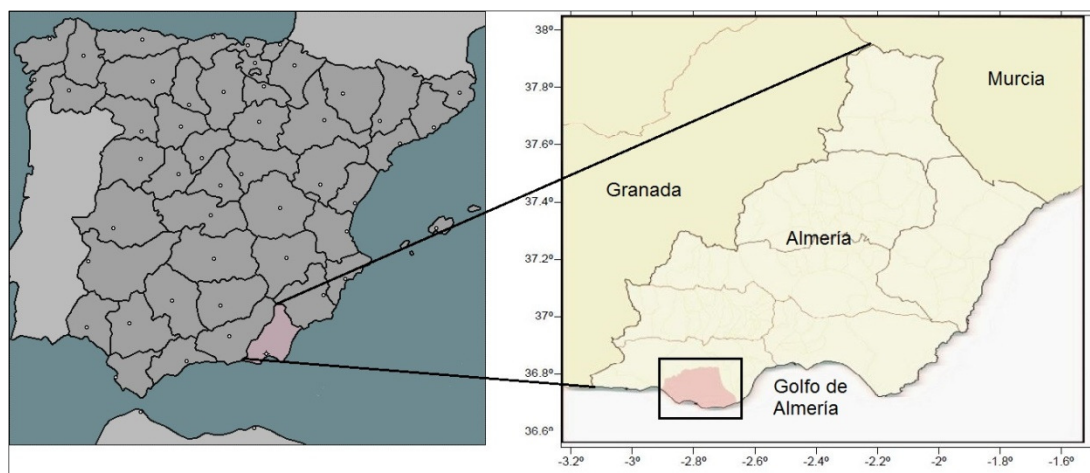 38º
37.8º
37.6º
37.4º
37.2º
37º
36.8º
36.6º
Murcia
Granada
Almería
Golfo de
Almería
-3.2º
-3º
-2.8º
-2.6º
-2.4º
-2.2º
-2º
-1.8º
-1.6º